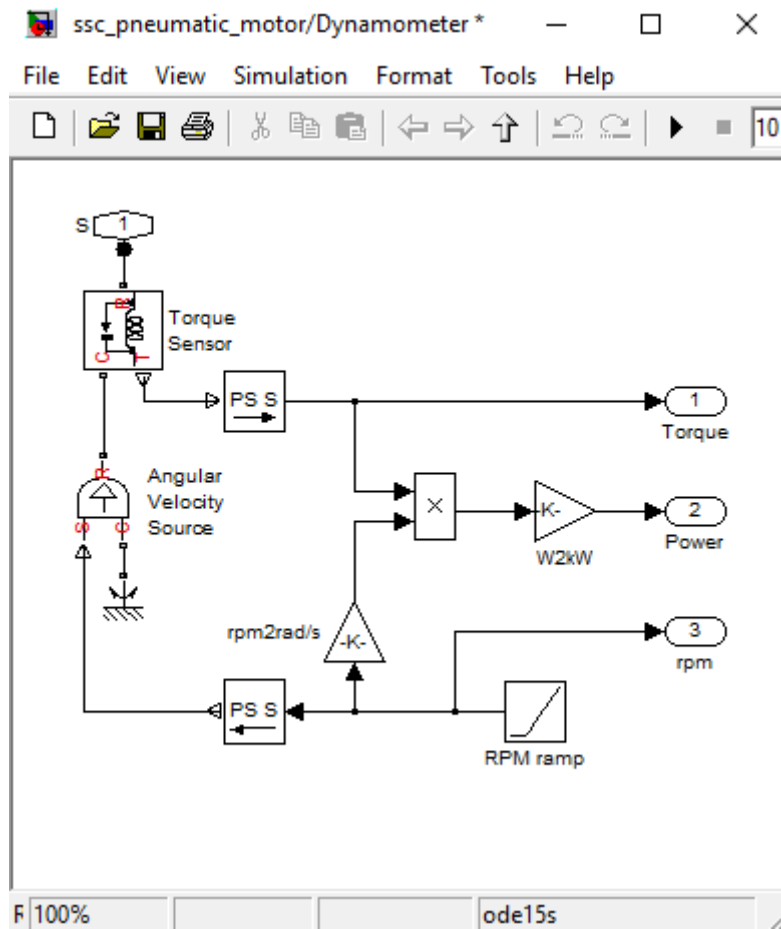 ssc_pneumatic_motor/Dynamometer *
File Edit View Simulation Format Tools Help
10
S 1
R
C
T
Torque
Sensor
PS S
1
Torque
R
S
C
Angular
Velocity
Source
×
-K-
W2kW
2
Power
rpm2rad/s
-K-
3
rpm
PS S
RPM ramp
100%
ode15s